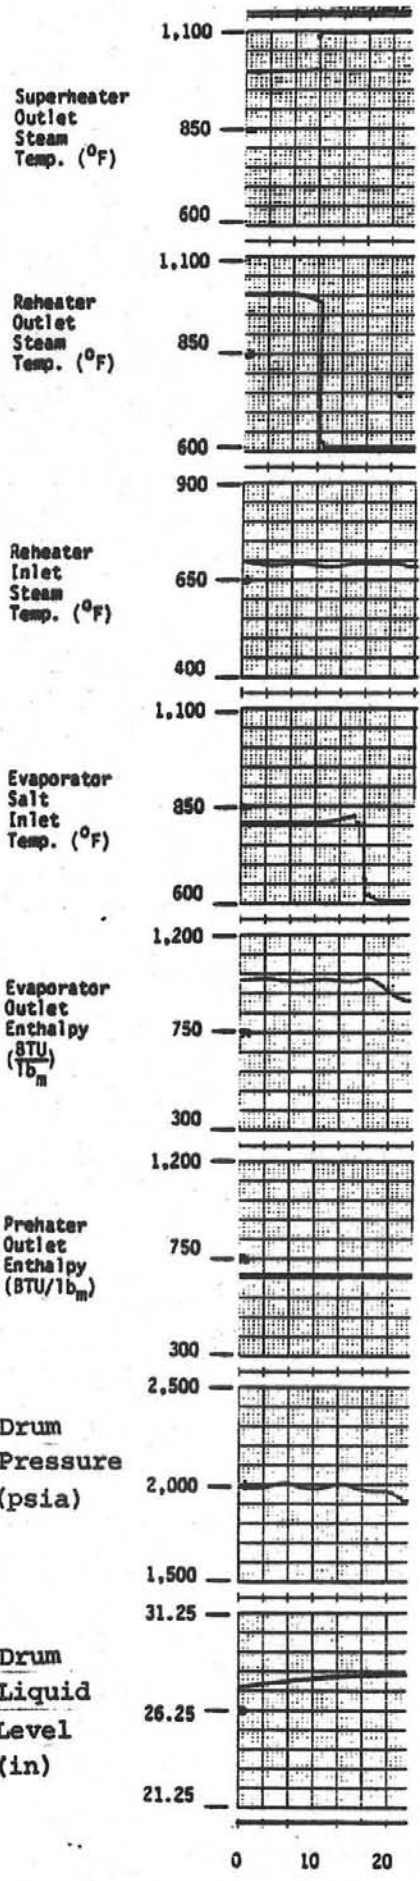 1,100
Superheater
Outlet
Steam
Temp. (°F)
850
600
1,100
Reheater
Outlet
Steam
Temp. (°F)
850
600
900
Reheater
Inlet
Steam
Temp. (°F)
650
400
1,100
Evaporator
Salt
Inlet
Temp. (°F)
850
600
1,200
Evaporator
Outlet
Enthalpy
(BTU/lbm)
750
300
1,200
Prehater
Outlet
Enthalpy
(BTU/lbm)
750
300
2,500
Drum
Pressure
(psia)
2,000
1,500
31.25
Drum
Liquid
Level
(in)
26.25
21.25
0 10 20